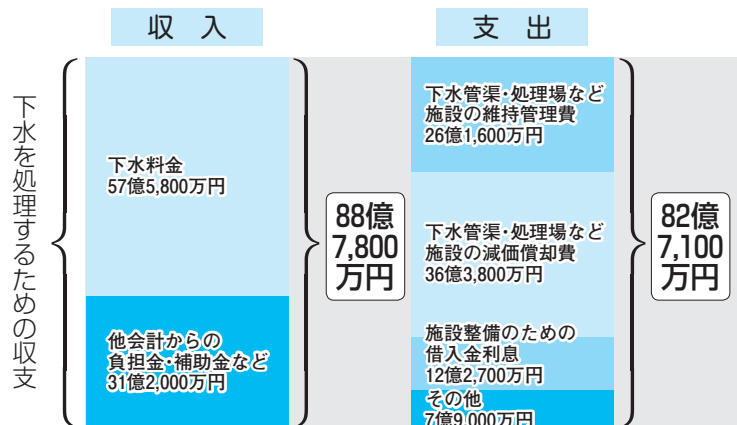 収入
支出
下水を処理するための収支
下水料金
57億5,800万円
他会計からの
負担金・補助金など
31億2,000万円
88億
7,800
万円
下水管渠・処理場など
施設の維持管理費
26億1,600万円
下水管渠・処理場など
施設の減価償却費
36億3,800万円
施設整備のための
借入金利息
12億2,700万円
その他
7億9,000万円
82億
7,100
万円